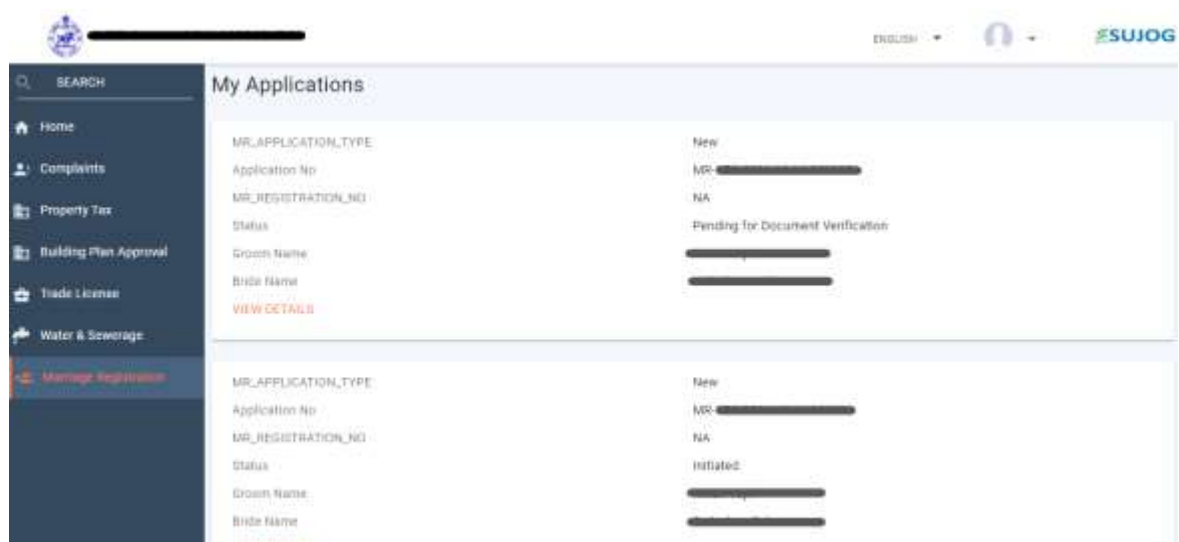 ENGLISH
SUJOG
SEARCH
My Applications
Home
Complaints
Property Tax
Building Plan Approval
Trade License
Water & Sewerage
Marriage Registration
MR_APPLICATION_TYPE New
Application No MR-
MR_REGISTRATION_NO NA
Status Pending for Document Verification
Groom Name
Bride Name
VIEW DETAILS
MR_APPLICATION_TYPE New
Application No MR-
MR_REGISTRATION_NO NA
Status Initiated
Groom Name
Bride Name